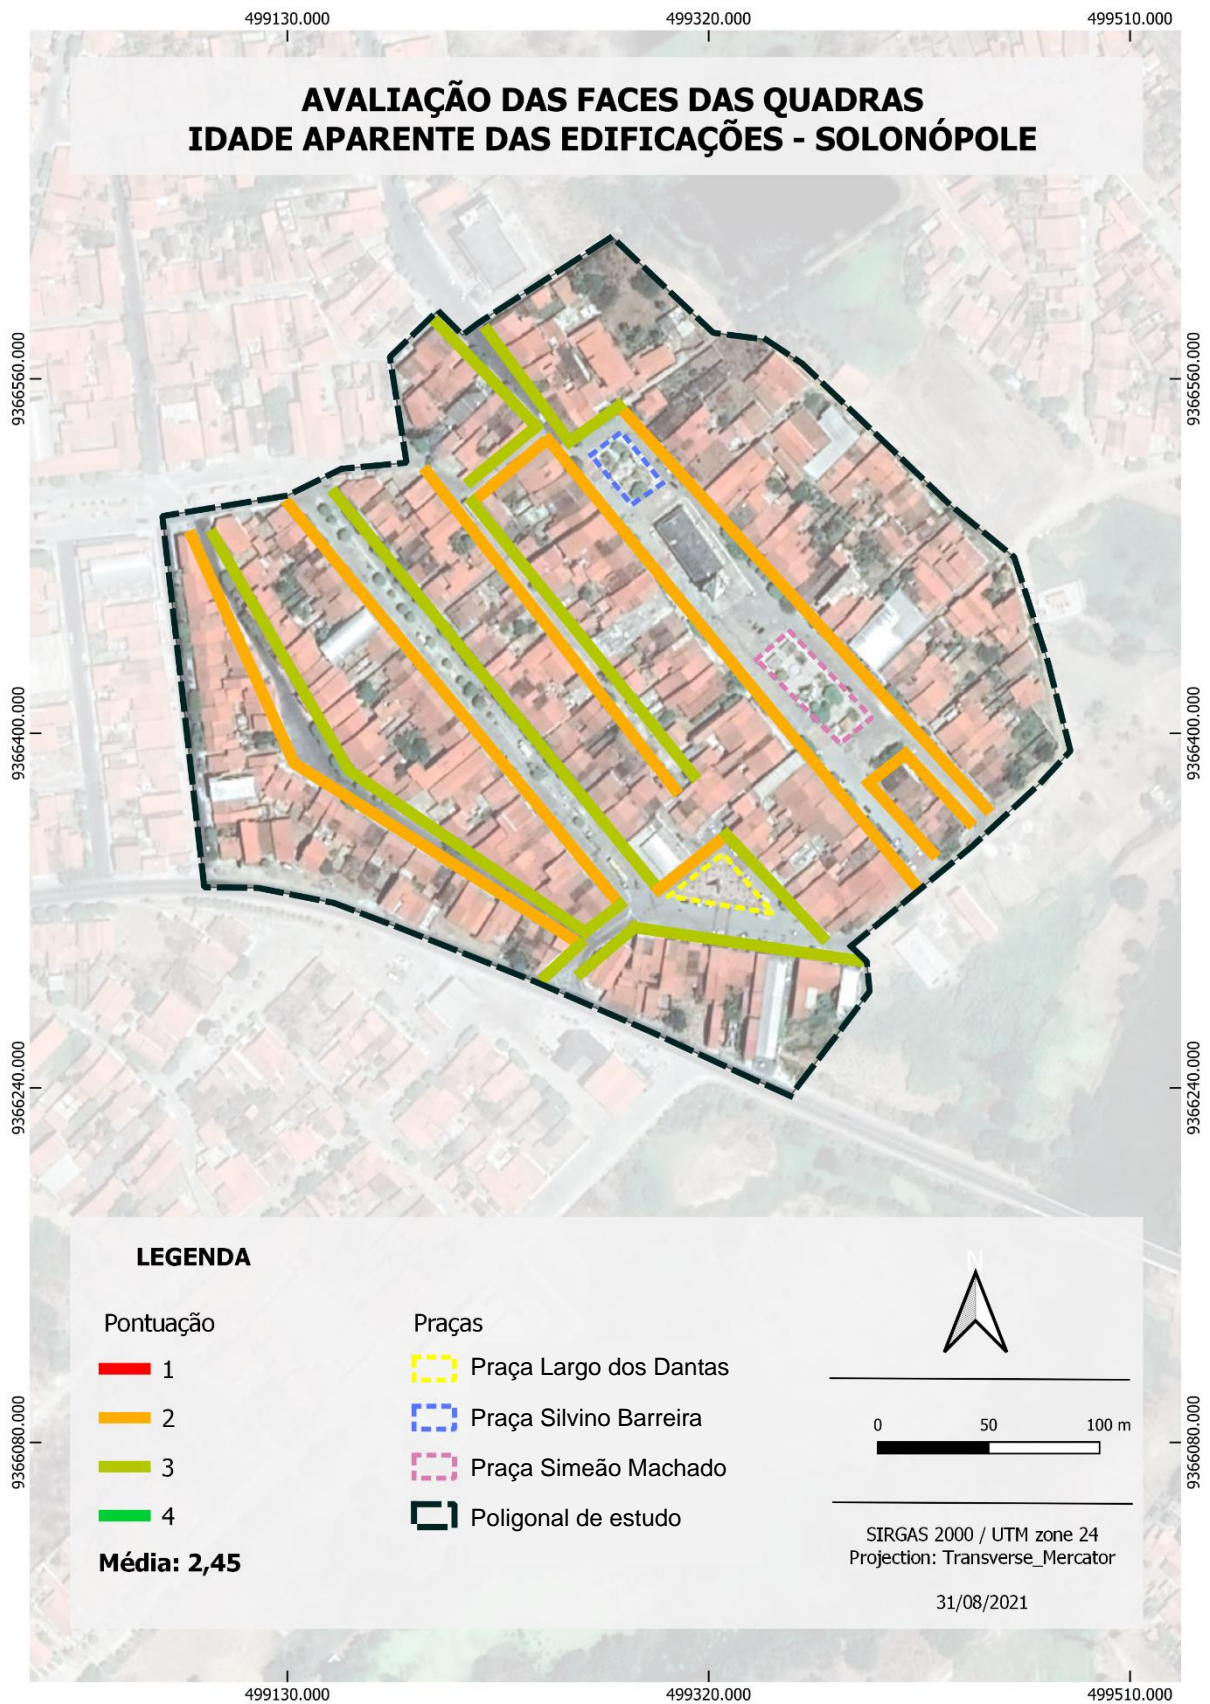 499130.000
499320.000
499510.000
AVALIAÇÃO DAS FACES DAS QUADRAS
IDADE APARENTE DAS EDIFICAÇÕES - SOLONÓPOLE
9366560.000
9366560.000
9366400.000
9366400.000
9366240.000
9366240.000
LEGENDA
Pontuação
1
2
3
4
Média: 2,45
Praças
Praça Largo dos Dantas
Praça Silvino Barreira
Praça Simeão Machado
Poligonal de estudo
N
0 50 100 m
SIRGAS 2000 / UTM zone 24
Projection: Transverse_Mercator
31/08/2021
9366080.000
9366080.000
499130.000
499320.000
499510.000